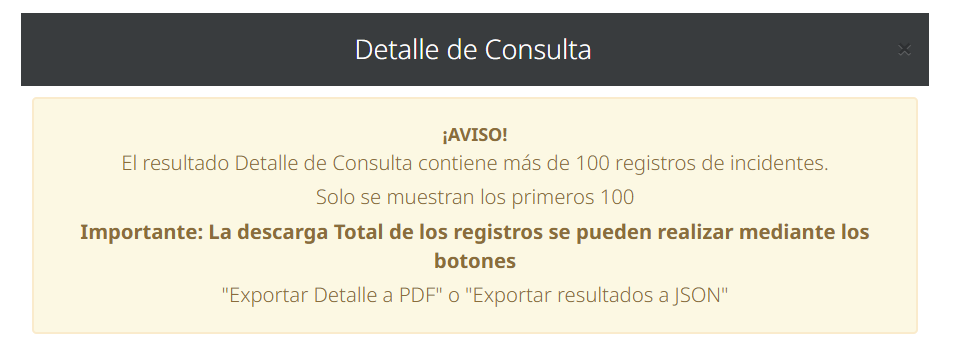 Detalle de Consulta
×
¡AVISO!
El resultado Detalle de Consulta contiene más de 100 registros de incidentes.
Solo se muestran los primeros 100
Importante: La descarga Total de los registros se pueden realizar mediante los
botones
"Exportar Detalle a PDF" o "Exportar resultados a JSON"